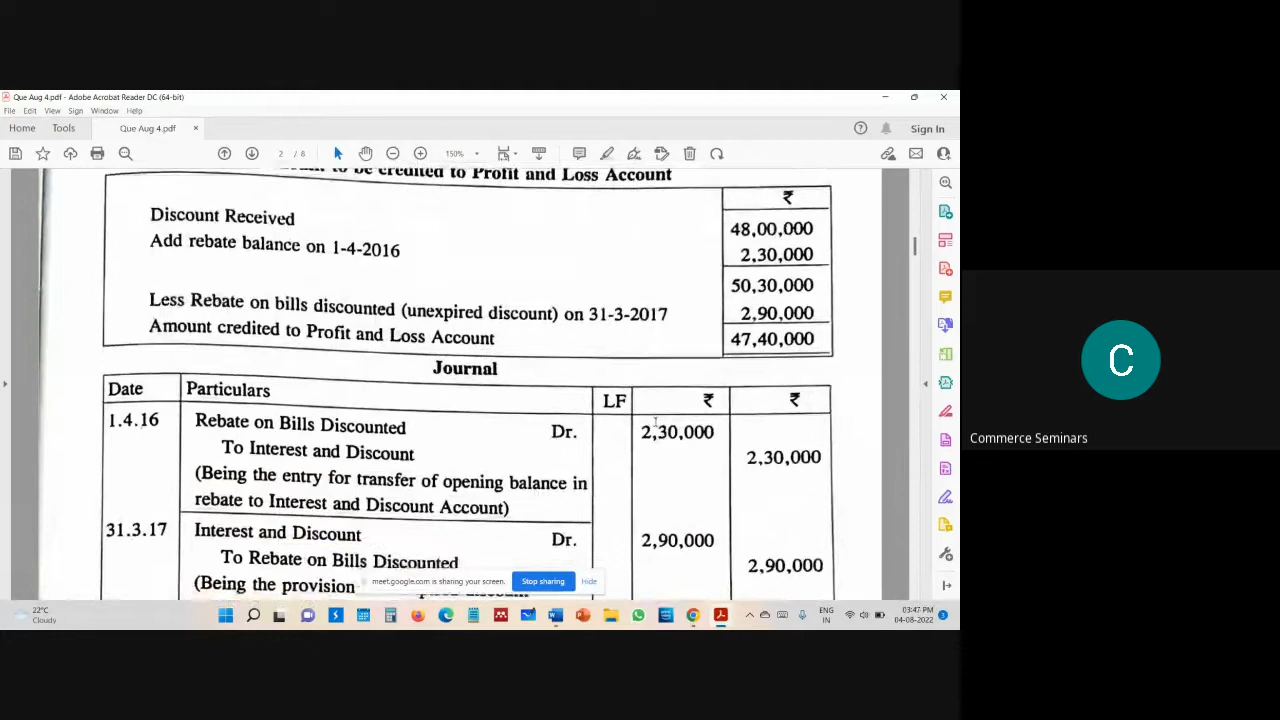 Que Aug 4.pdf - Adobe Acrobat Reader DC (64-bit)
File Edit View Sign Window Help
Home Tools Que Aug 4.pdf × Sign In
2 / 8 150%
to be credited to Profit and Loss Account
₹
Discount Received 48,00,000
Add rebate balance on 1-4-2016 2,30,000
50,30,000
Less Rebate on bills discounted (unexpired discount) on 31-3-2017 2,90,000
Amount credited to Profit and Loss Account 47,40,000
Journal
Date Particulars LF ₹ ₹
1.4.16 Rebate on Bills Discounted Dr. 2,30,000
To Interest and Discount 2,30,000
(Being the entry for transfer of opening balance in
rebate to Interest and Discount Account)
31.3.17 Interest and Discount Dr. 2,90,000
To Rebate on Bills Discounted 2,90,000
(Being the provision
meet.google.com is sharing your screen. Stop sharing Hide
C
Commerce Seminars
22°C
Cloudy
ENG
IN
03:47 PM
04-08-2022
3